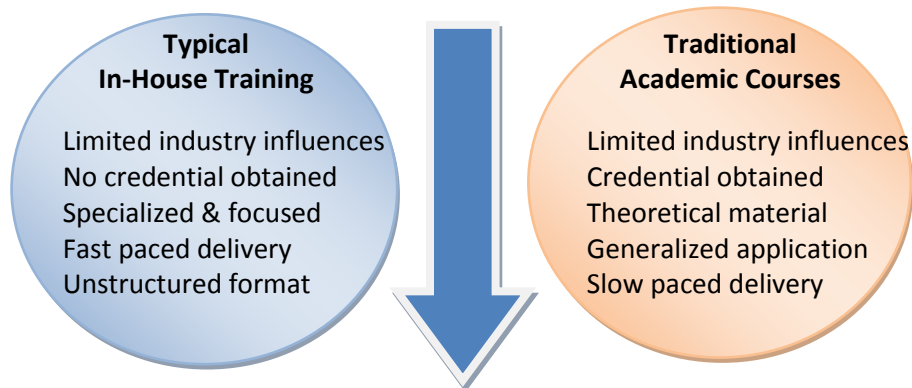 Typical
In-House Training
Limited industry influences
No credential obtained
Specialized & focused
Fast paced delivery
Unstructured format
Traditional
Academic Courses
Limited industry influences
Credential obtained
Theoretical material
Generalized application
Slow paced delivery